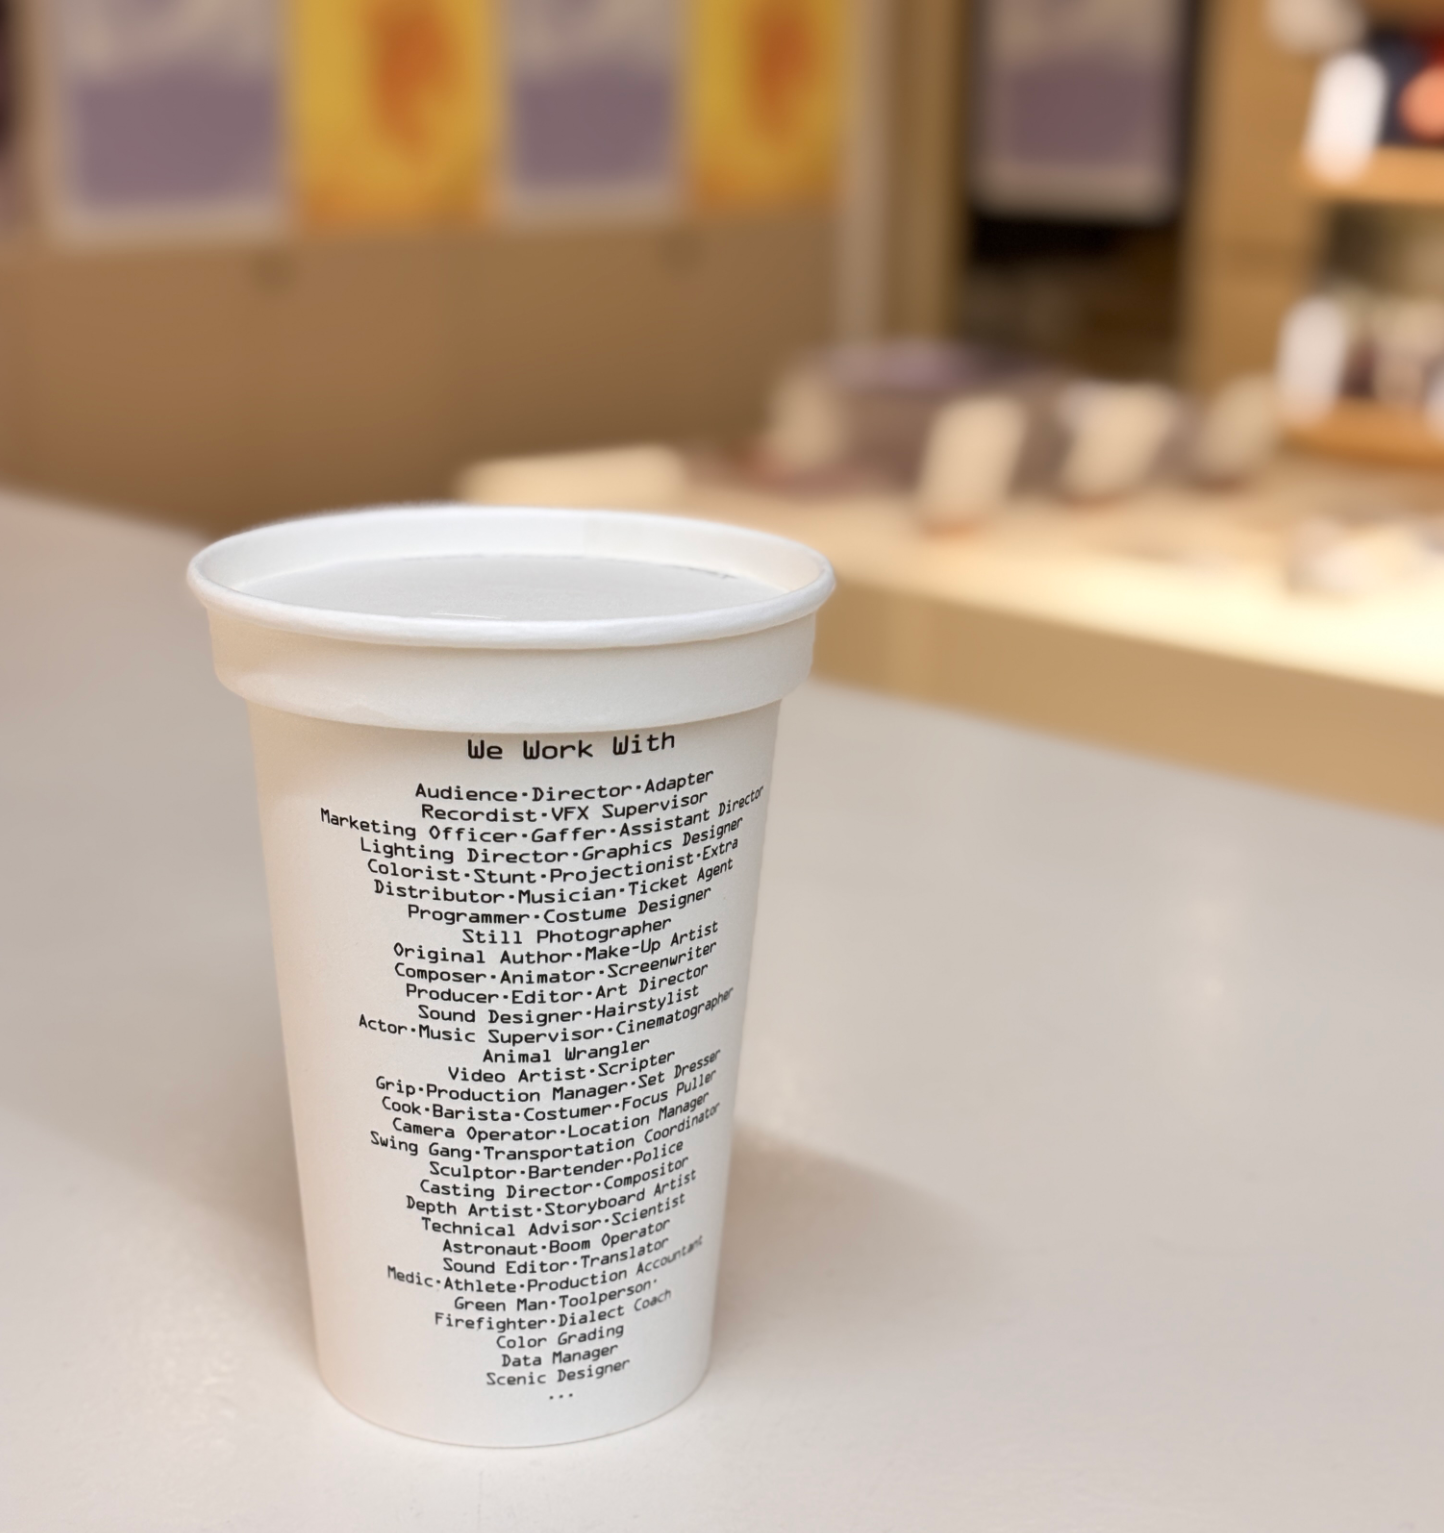 We Work With
Audience·Director·Adapter
Recordist·VFX Supervisor
Marketing Officer·Gaffer·Assistant Director
Lighting Director·Graphics Designer
Colorist·Stunt·Projectionist·Extra
Distributor·Musician·Ticket Agent
Programmer·Costume Designer
Still Photographer
Original Author·Make-Up Artist
Composer·Animator·Screenwriter
Producer·Editor·Art Director
Sound Designer·Hairstylist
Actor·Music Supervisor·Cinematographer
Animal Wrangler
Video Artist·Scripter
Grip·Production Manager·Set Dresser
Cook·Barista·Costumer·Focus Puller
Camera Operator·Location Manager
Swing Gang·Transportation Coordinator
Sculptor·Bartender·Police
Casting Director·Compositor
Depth Artist·Storyboard Artist
Technical Advisor·Scientist
Astronaut·Boom Operator
Sound Editor·Translator
Medic·Athlete·Production Accountant
Green Man·Toolperson·
Firefighter·Dialect Coach
Color Grading
Data Manager
Scenic Designer
...